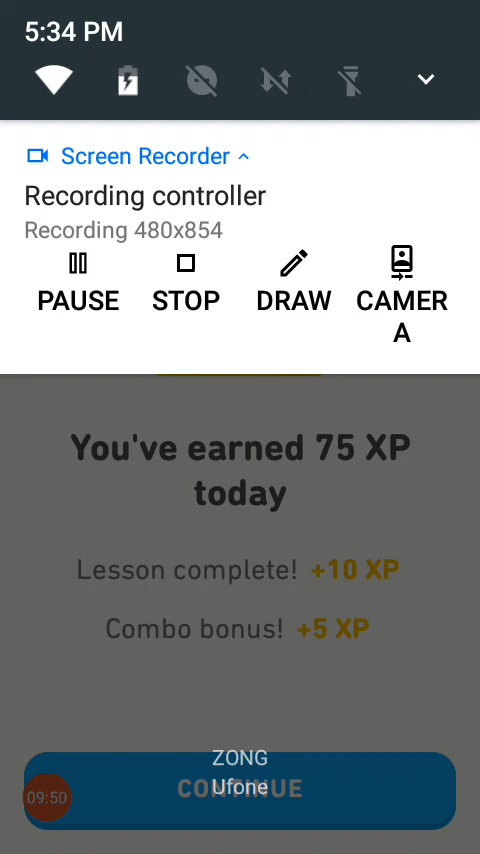 5:34 PM
Screen Recorder
Recording controller
Recording 480x854
PAUSE STOP DRAW CAMER
A
You've earned 75 XP
today
Lesson complete! +10 XP
Combo bonus! +5 XP
ZONG
CONTINUE
Ufone
09:50